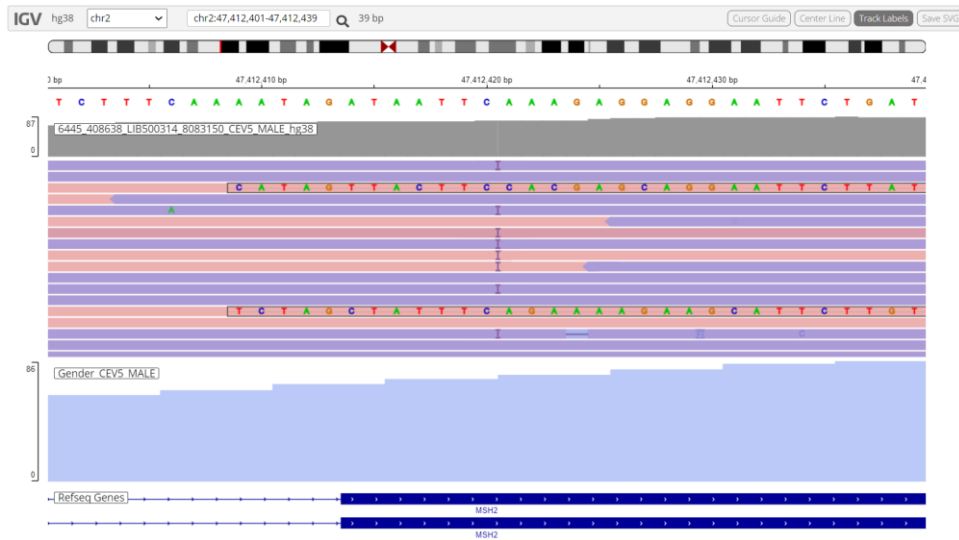 IGV hg38 chr2 chr2:47,412,401-47,412,439 39 bp Cursor Guide Center Line Track Labels Save SVG
0 bp 47,412,410 bp 47,412,420 bp 47,412,430 bp 47,4
T C T T T C A A A A T A G A T A A T T C A A A G A G G A G G A A T T C T G A T
87
6445_408638_LIB500314_8083150_CEV5_MALE_hg38
0
C A T A G T T A C T T C C A C G A G C A G G A A T T C T T A T
A
T C T A G C T A T T T C A G A A A A G A A G C A T T C T T G T
C
86
Gender_CEV5_MALE
0
Refseq Genes
MSH2
MSH2